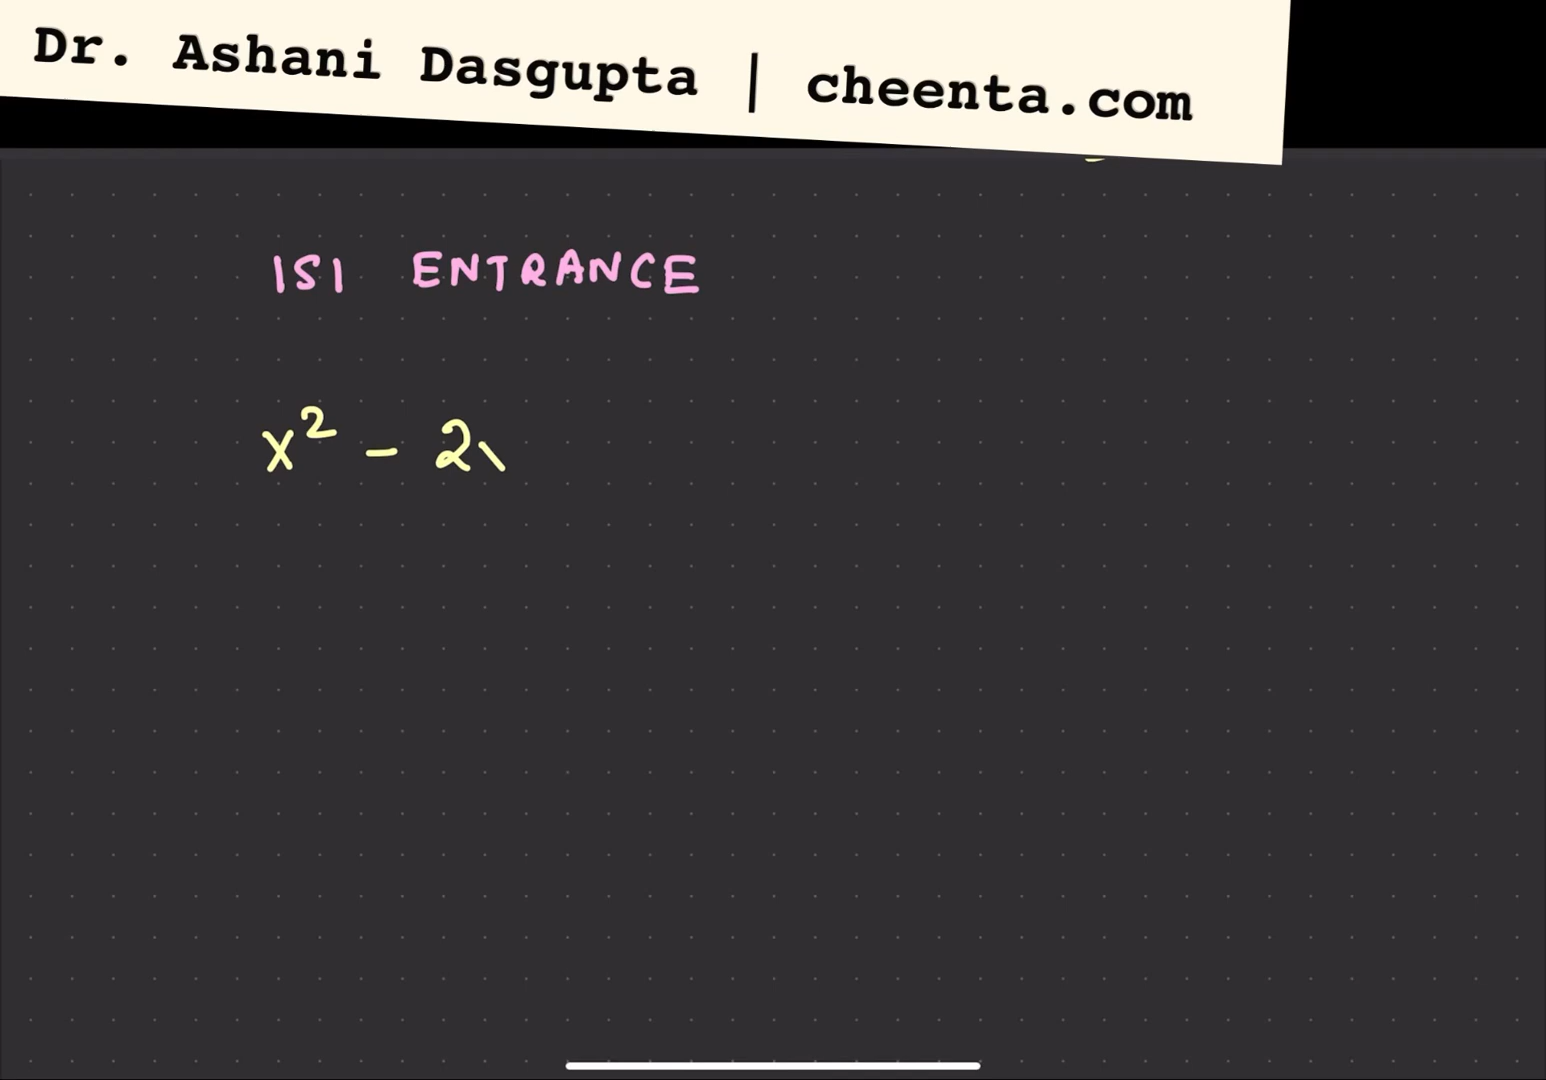 Dr. Ashani Dasgupta | cheenta.com
ISI ENTRANCE
x² - 2